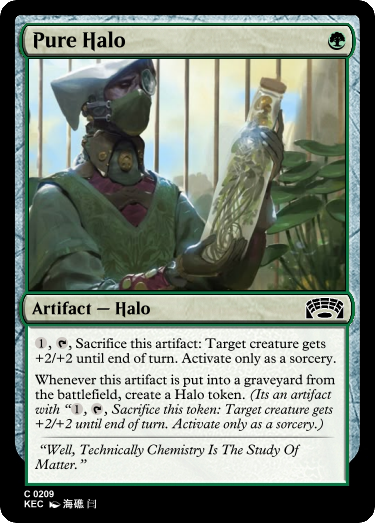 Pure Halo
Artifact — Halo
1, T, Sacrifice this artifact: Target creature gets
+2/+2 until end of turn. Activate only as a sorcery.
Whenever this artifact is put into a graveyard from
the battlefield, create a Halo token. (Its an artifact
with “1, T, Sacrifice this token: Target creature gets
+2/+2 until end of turn. Activate only as a sorcery.)
“Well, Technically Chemistry Is The Study Of
Matter.”
C 0209
KEC 海礁 闫